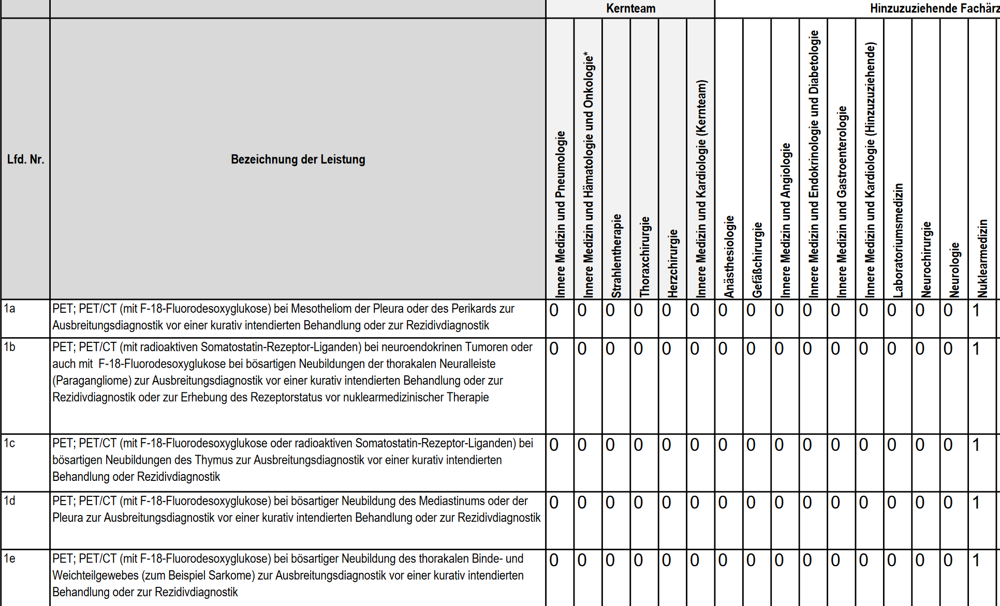 Kernteam
Hinzuzuziehende Fachärz
Lfd. Nr.
Bezeichnung der Leistung
Innere Medizin und Pneumologie
Innere Medizin und Hämatologie und Onkologie*
Strahlentherapie
Thoraxchirurgie
Herzchirurgie
Innere Medizin und Kardiologie (Kernteam)
Anästhesiologie
Gefäßchirurgie
Innere Medizin und Angiologie
Innere Medizin und Endokrinologie und Diabetologie
Innere Medizin und Gastroenterologie
Innere Medizin und Kardiologie (Hinzuzuziehende)
Laboratoriumsmedizin
Neurochirurgie
Neurologie
Nuklearmedizin
1a
PET; PET/CT (mit F-18-Fluorodesoxyglukose) bei Mesotheliom der Pleura oder des Perikards zur
Ausbreitungsdiagnostik vor einer kurativ intendierten Behandlung oder zur Rezidivdiagnostik
0 0 0 0 0 0 0 0 0 0 0 0 0 0 0 1
1b
PET; PET/CT (mit radioaktiven Somatostatin-Rezeptor-Liganden) bei neuroendokrinen Tumoren oder
auch mit  F-18-Fluorodesoxyglukose bei bösartigen Neubildungen der thorakalen Neuralleiste
(Paragangliome) zur Ausbreitungsdiagnostik vor einer kurativ intendierten Behandlung oder zur
Rezidivdiagnostik oder zur Erhebung des Rezeptorstatus vor nuklearmedizinischer Therapie
0 0 0 0 0 0 0 0 0 0 0 0 0 0 0 1
1c
PET; PET/CT (mit F-18-Fluorodesoxyglukose oder radioaktiven Somatostatin-Rezeptor-Liganden) bei
bösartigen Neubildungen des Thymus zur Ausbreitungsdiagnostik vor einer kurativ intendierten
Behandlung oder Rezidivdiagnostik
0 0 0 0 0 0 0 0 0 0 0 0 0 0 0 1
1d
PET; PET/CT (mit F-18-Fluorodesoxyglukose) bei bösartiger Neubildung des Mediastinums oder der
Pleura zur Ausbreitungsdiagnostik vor einer kurativ intendierten Behandlung oder zur Rezidivdiagnostik
0 0 0 0 0 0 0 0 0 0 0 0 0 0 0 1
1e
PET; PET/CT (mit F-18-Fluorodesoxyglukose) bei bösartiger Neubildung des thorakalen Binde- und
Weichteilgewebes (zum Beispiel Sarkome) zur Ausbreitungsdiagnostik vor einer kurativ intendierten
Behandlung oder zur Rezidivdiagnostik
0 0 0 0 0 0 0 0 0 0 0 0 0 0 0 1